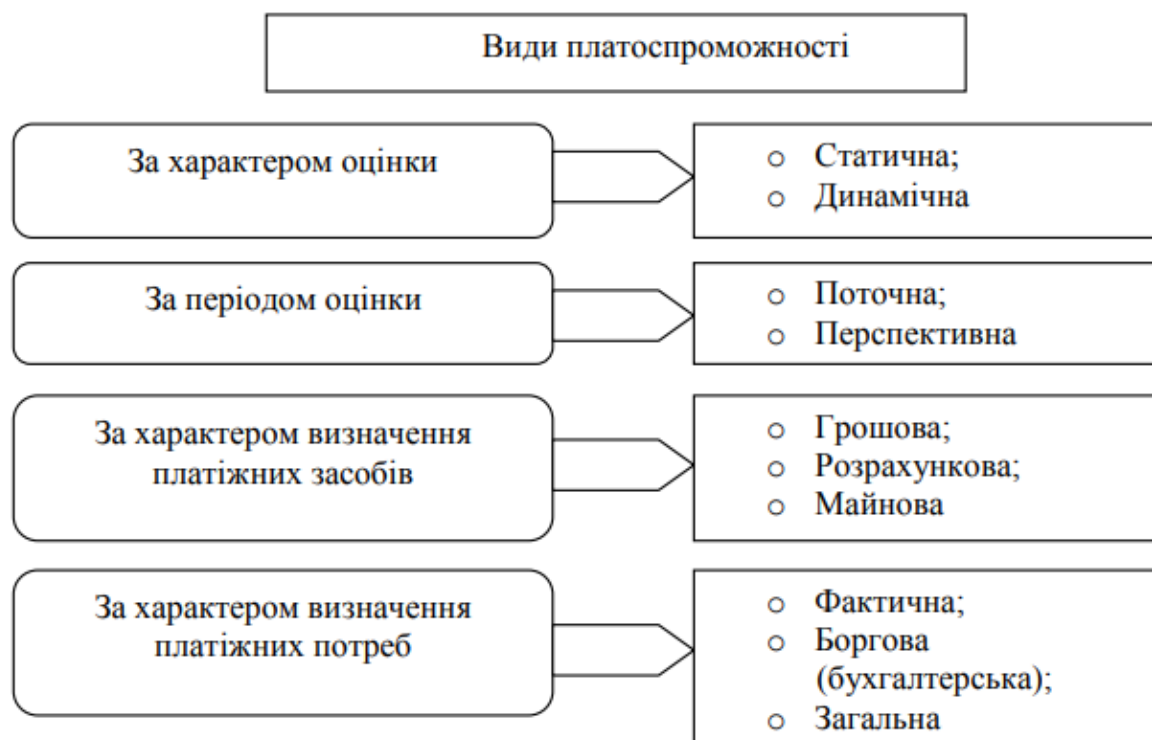 Види платоспроможності
За характером оцінки
○ Статична;
○ Динамічна
За періодом оцінки
○ Поточна;
○ Перспективна
За характером визначення
платіжних засобів
○ Грошова;
○ Розрахункова;
○ Майнова
За характером визначення
платіжних потреб
○ Фактична;
○ Боргова
(бухгалтерська);
○ Загальна